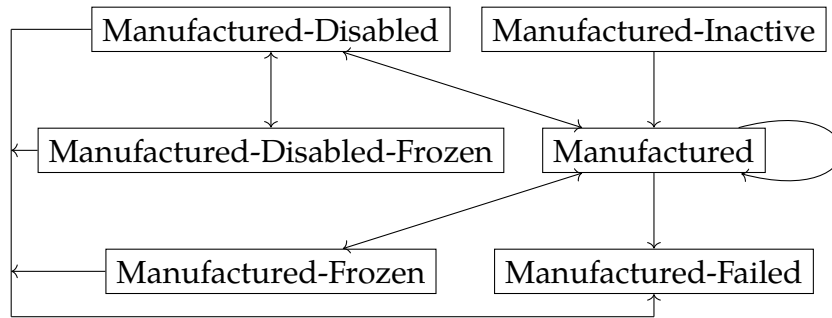 Manufactured-Disabled
Manufactured-Inactive
Manufactured-Disabled-Frozen
Manufactured
Manufactured-Frozen
Manufactured-Failed